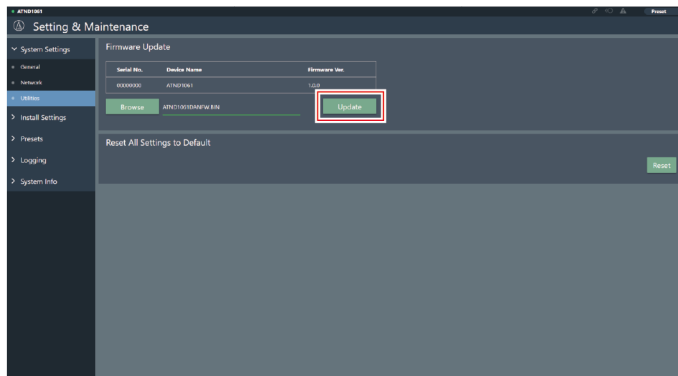 ATND1061
Preset
Setting & Maintenance
System Settings
General
Network
Utilities
Install Settings
Presets
Logging
System Info
Firmware Update
Serial No. Device Name Firmware Ver.
00000000 ATND1061 1.0.0
Browse Update
Reset All Settings to Default
Reset